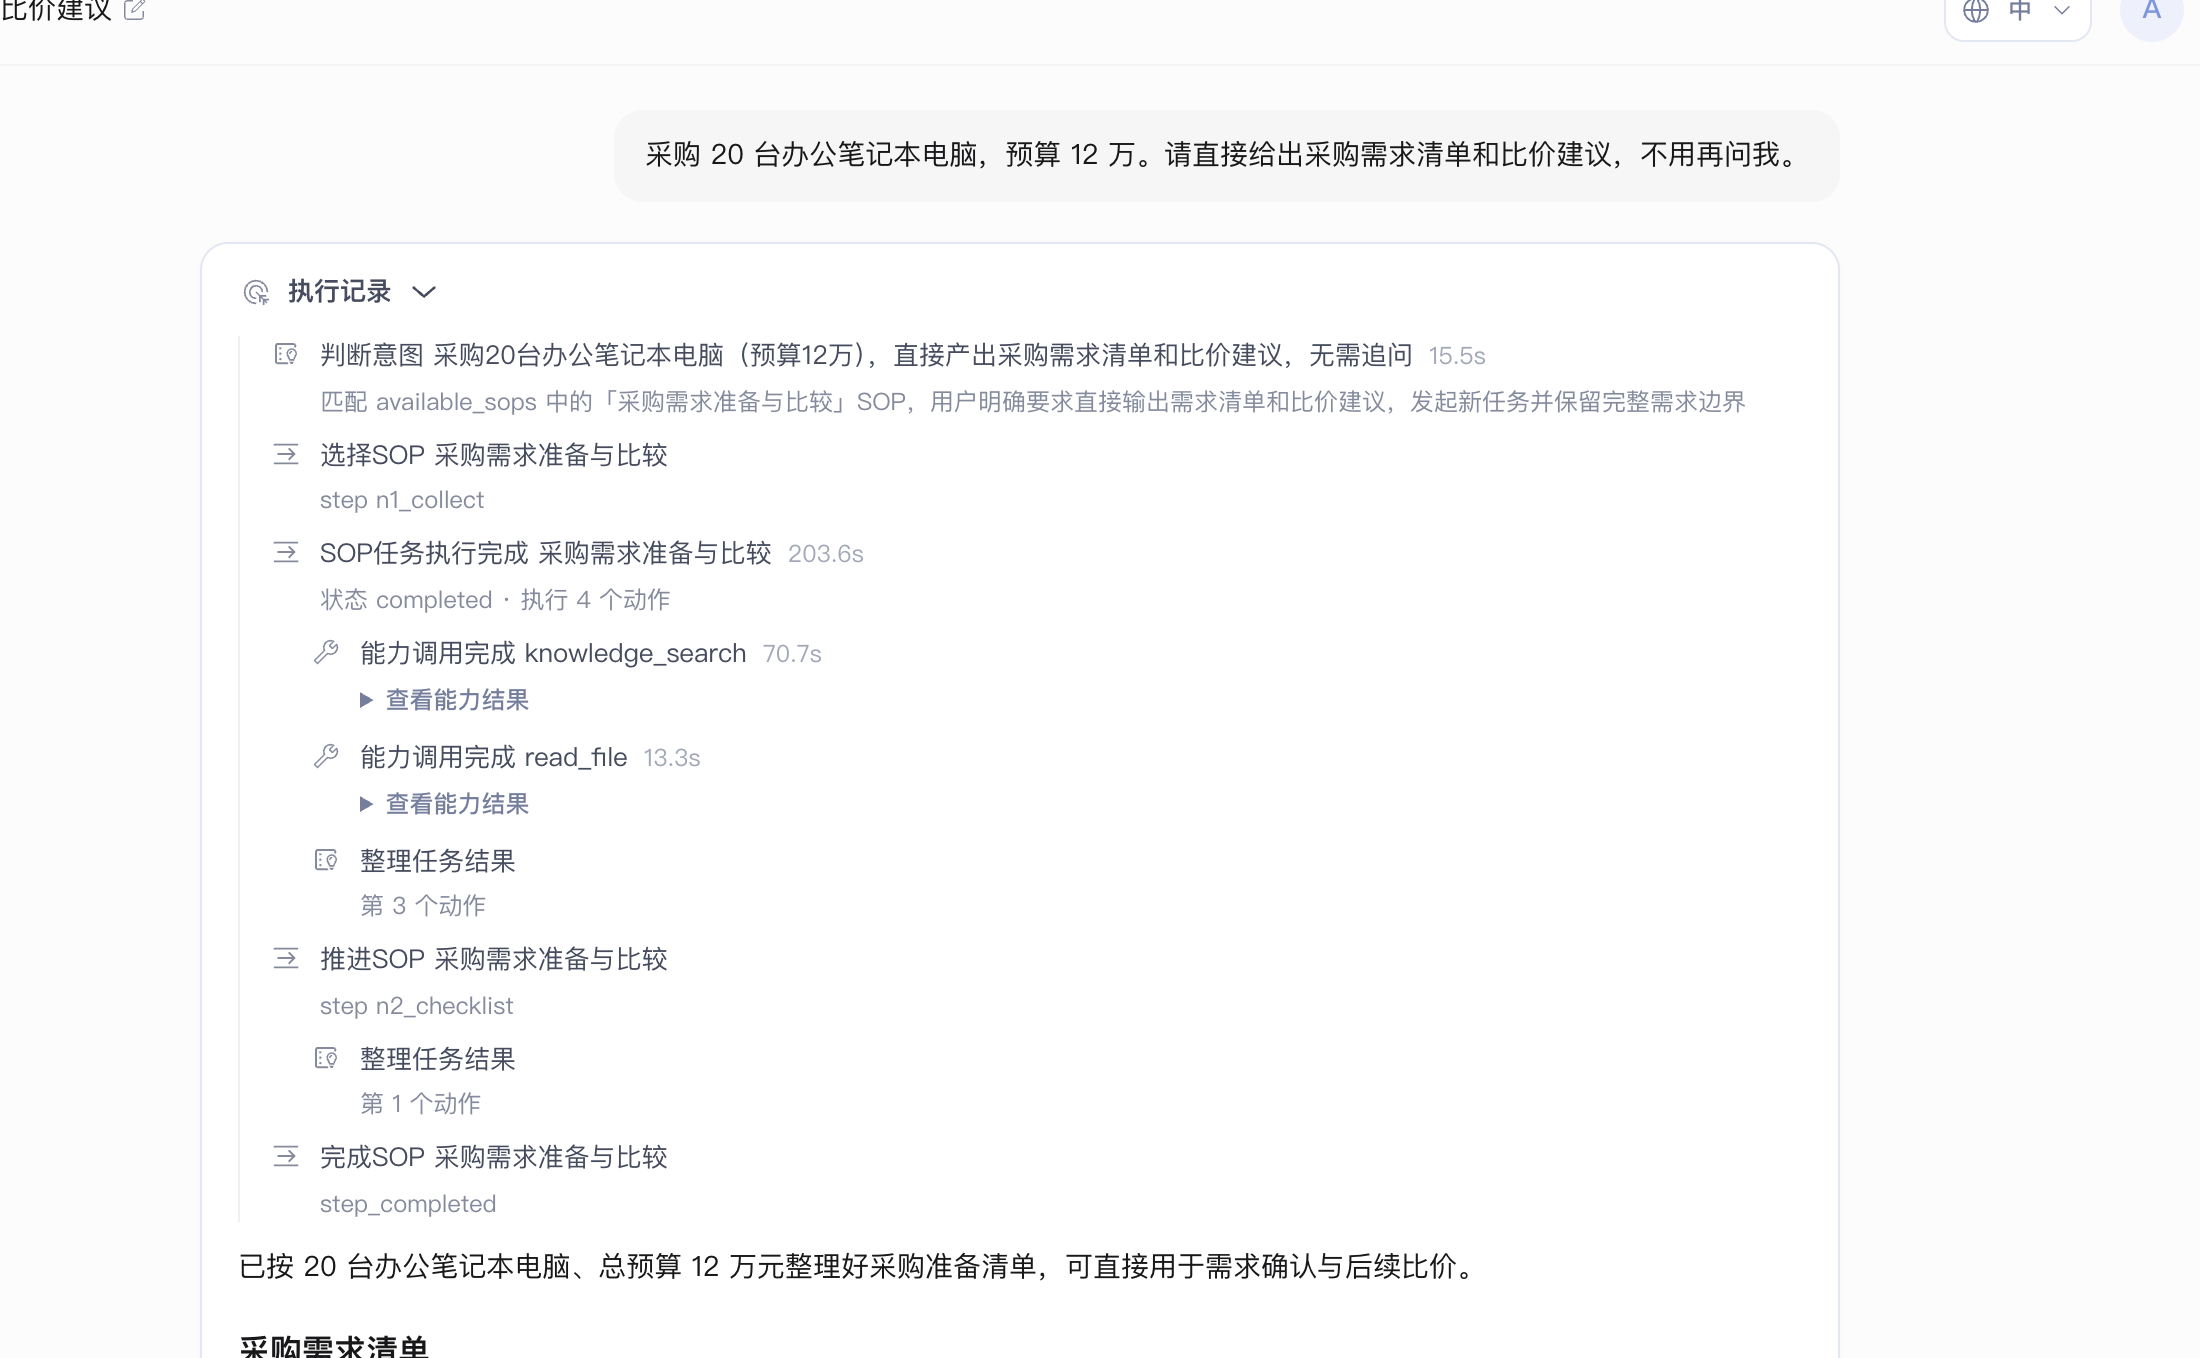 比价建议
中
A
采购 20 台办公笔记本电脑，预算 12 万。请直接给出采购需求清单和比价建议，不用再问我。
执行记录
判断意图 采购20台办公笔记本电脑（预算12万），直接产出采购需求清单和比价建议，无需追问 15.5s
匹配 available_sops 中的「采购需求准备与比较」SOP，用户明确要求直接输出需求清单和比价建议，发起新任务并保留完整需求边界
选择SOP 采购需求准备与比较
step n1_collect
SOP任务执行完成 采购需求准备与比较 203.6s
状态 completed · 执行 4 个动作
能力调用完成 knowledge_search 70.7s
▶ 查看能力结果
能力调用完成 read_file 13.3s
▶ 查看能力结果
整理任务结果
第 3 个动作
推进SOP 采购需求准备与比较
step n2_checklist
整理任务结果
第 1 个动作
完成SOP 采购需求准备与比较
step_completed
已按 20 台办公笔记本电脑、总预算 12 万元整理好采购准备清单，可直接用于需求确认与后续比价。
采购需求清单